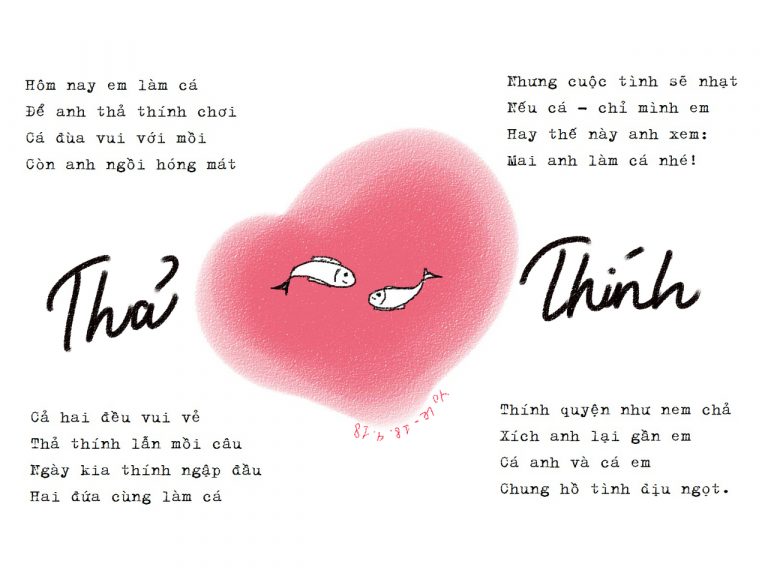 Hôm nay em làm cá
Để anh thả thính chơi
Cá đùa vui với mồi
Còn anh ngồi hóng mát
Nhưng cuộc tình sẽ nhạt
Nếu cá - chỉ mình em
Hay thế này anh xem:
Mai anh làm cá nhé!
Thả Thính
Cả hai đều vui vẻ
Thả thính lẫn mồi câu
Ngày kia thính ngập đầu
Hai đứa cùng làm cá
Thính quyện như nem chả
Xích anh lại gần em
Cá anh và cá em
Chung hồ tình dịu ngọt.
18.4.18